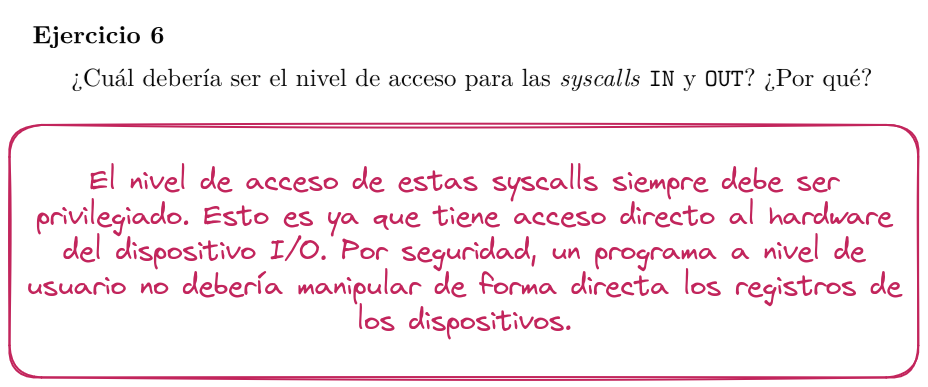 Ejercicio 6
¿Cuál debería ser el nivel de acceso para las syscalls IN y OUT? ¿Por qué?
El nivel de acceso de estas syscalls siempre debe ser
privilegiado. Esto es ya que tiene acceso directo al hardware
del dispositivo I/O. Por seguridad, un programa a nivel de
usuario no debería manipular de forma directa los registros de
los dispositivos.